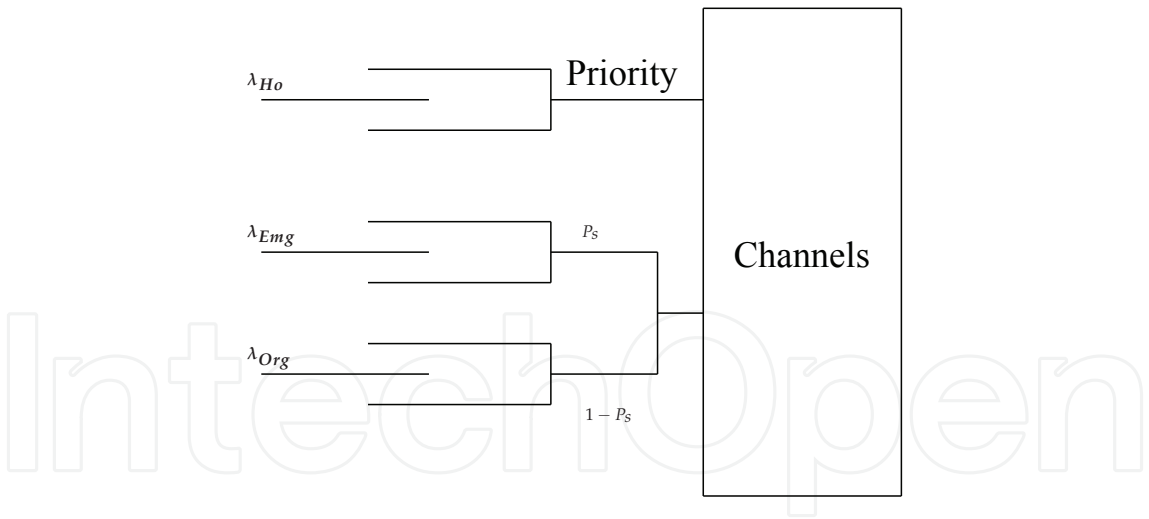 λHo
Priority
λEmg
Ps
Channels
λOrg
1 − Ps
IntechOpen